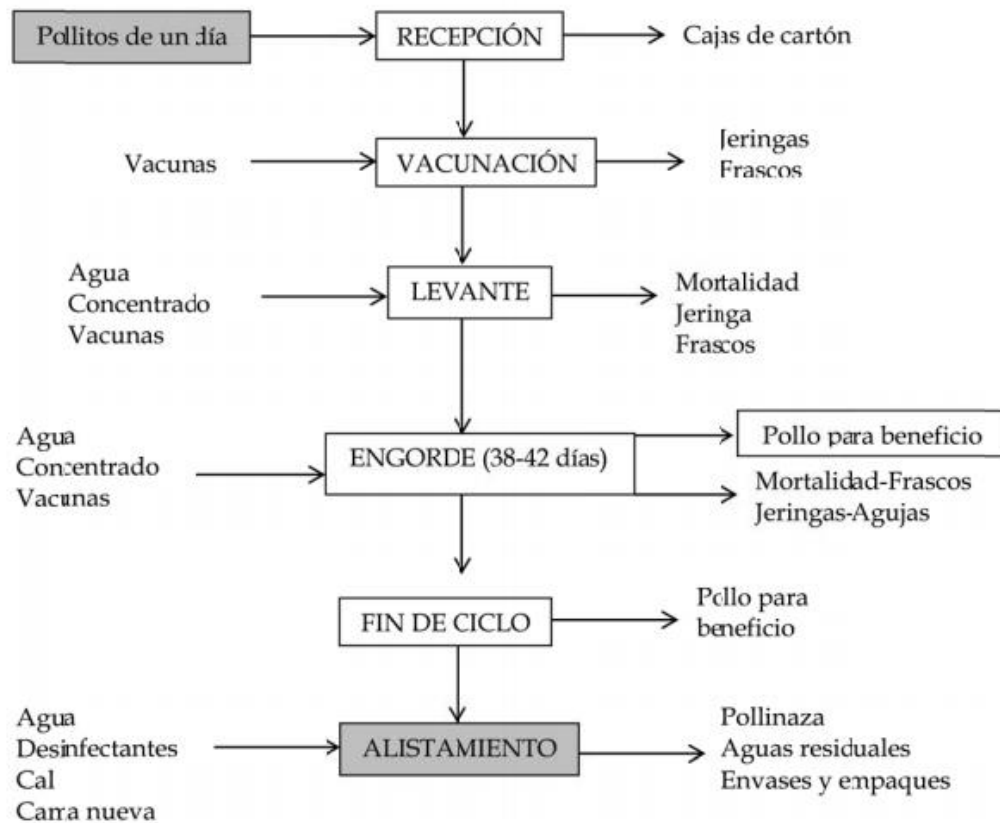 Pollitos de un día
RECEPCIÓN
Cajas de cartón
Vacunas
VACUNACIÓN
Jeringas
Frascos
Agua
Concentrado
Vacunas
LEVANTE
Mortalidad
Jeringa
Frascos
Agua
Concentrado
Vacunas
ENGORDE (38-42 días)
Pollo para beneficio
Mortalidad-Frascos
Jeringas-Agujas
FIN DE CICLO
Pollo para
beneficio
Agua
Desinfectantes
Cal
Cama nueva
ALISTAMIENTO
Pollinaza
Aguas residuales
Envases y empaques